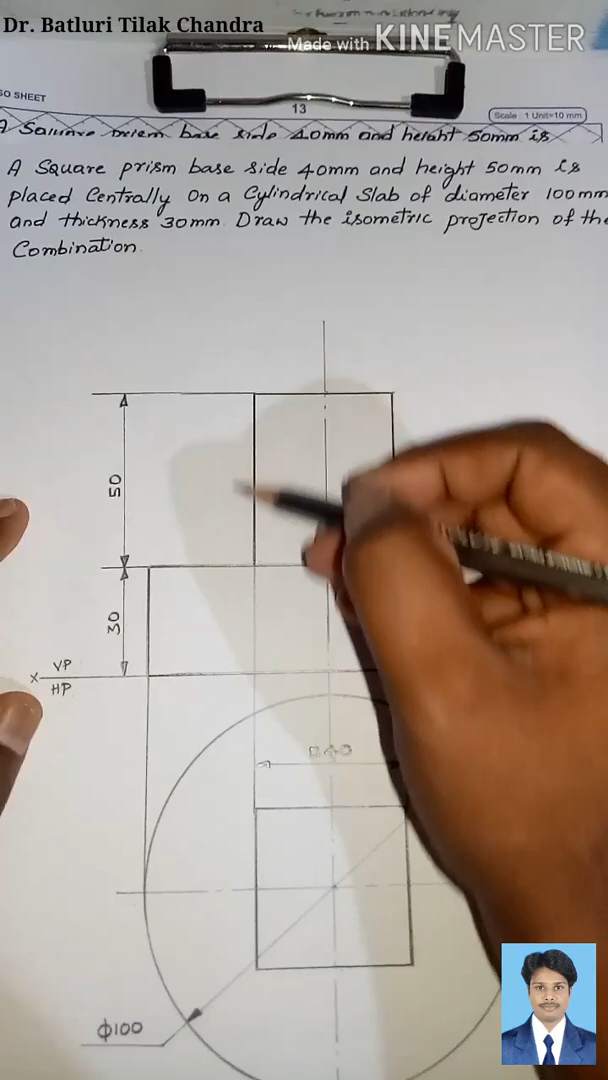 Dr. Batluri Tilak Chandra
Made with KINEMASTER
SO SHEET
13
Scale : 1 Unit=10 mm
A Square prism base side 40mm and height 50mm is
A Square prism base side 40mm and height 50mm is
placed Centrally on a Cylindrical Slab of diameter 100mm
and thickness 30mm. Draw the isometric projection of the
Combination
50
30
X VP
HP
40
ϕ100